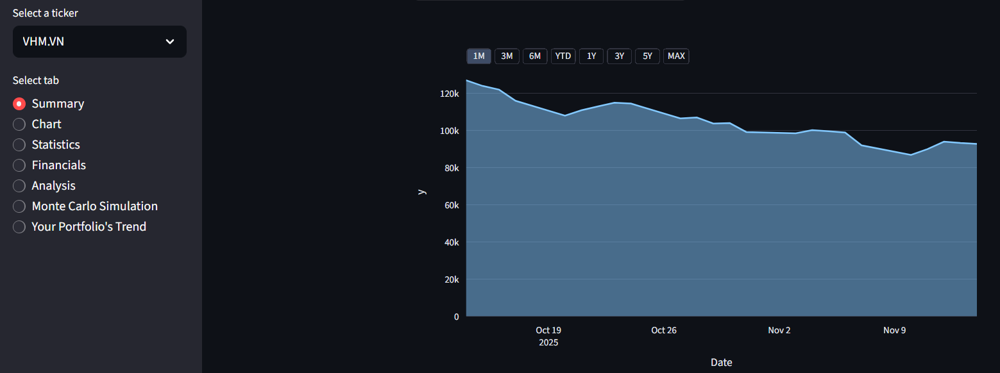 Select a ticker
VHM.VN
Select tab
Summary
Chart
Statistics
Financials
Analysis
Monte Carlo Simulation
Your Portfolio's Trend
1M 3M 6M YTD 1Y 3Y 5Y MAX
120k
100k
80k
60k
40k
20k
0
y
Oct 19 Oct 26 Nov 2 Nov 9
2025
Date